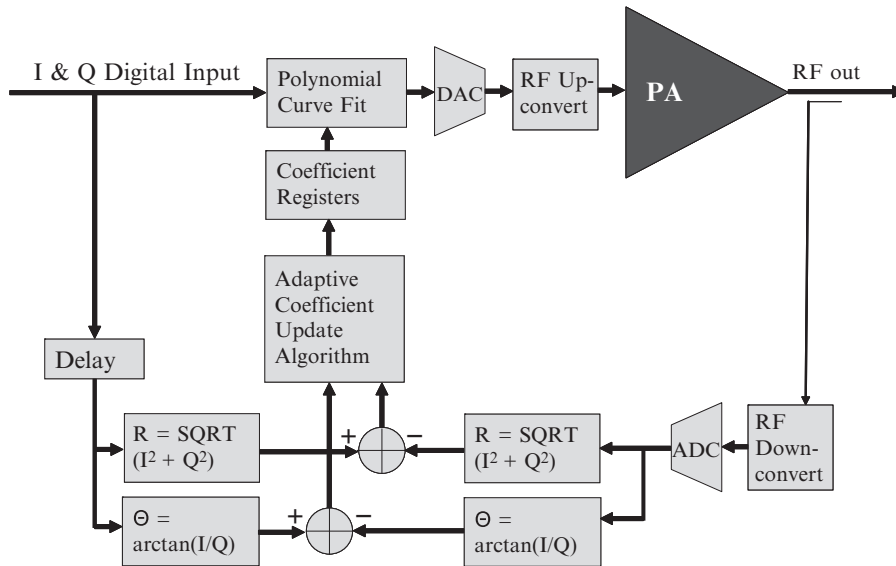 I & Q Digital Input
Polynomial
Curve Fit
DAC
RF Up-
convert
PA
RF out
Coefficient
Registers
Adaptive
Coefficient
Update
Algorithm
Delay
R = SQRT
(I² + Q²)
+
−
R = SQRT
(I² + Q²)
ADC
RF
Down-
convert
Θ =
arctan(I/Q)
+
−
Θ =
arctan(I/Q)